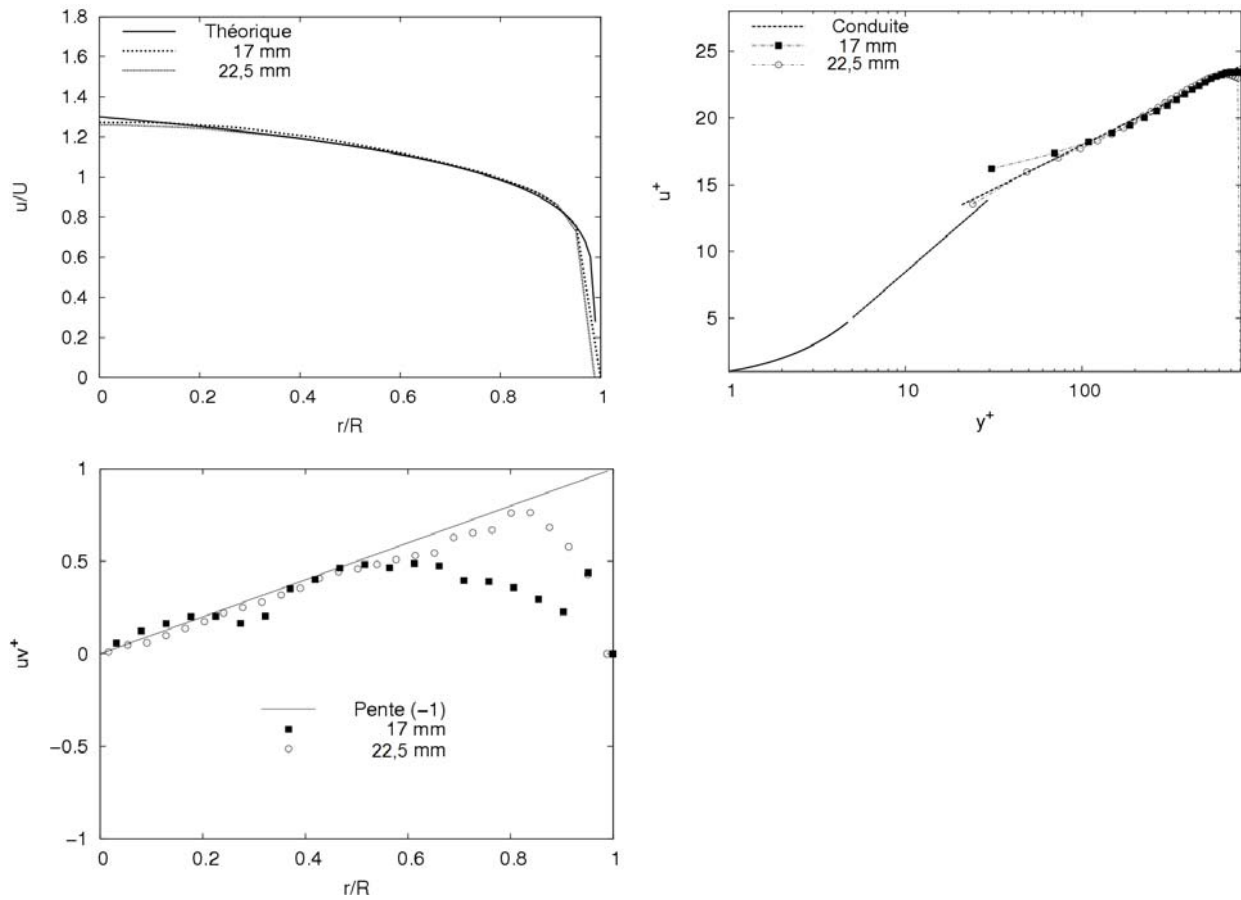 1.8
1.6
1.4
1.2
1
0.8
0.6
0.4
0.2
0
u/U
Théorique
17 mm
22,5 mm
0 0.2 0.4 0.6 0.8 1
r/R
25
20
15
10
5
u+
Conduite
17 mm
22,5 mm
1 10 100
y+
1
0.5
0
−0.5
−1
uv+
Pente (−1)
17 mm
22,5 mm
0 0.2 0.4 0.6 0.8 1
r/R